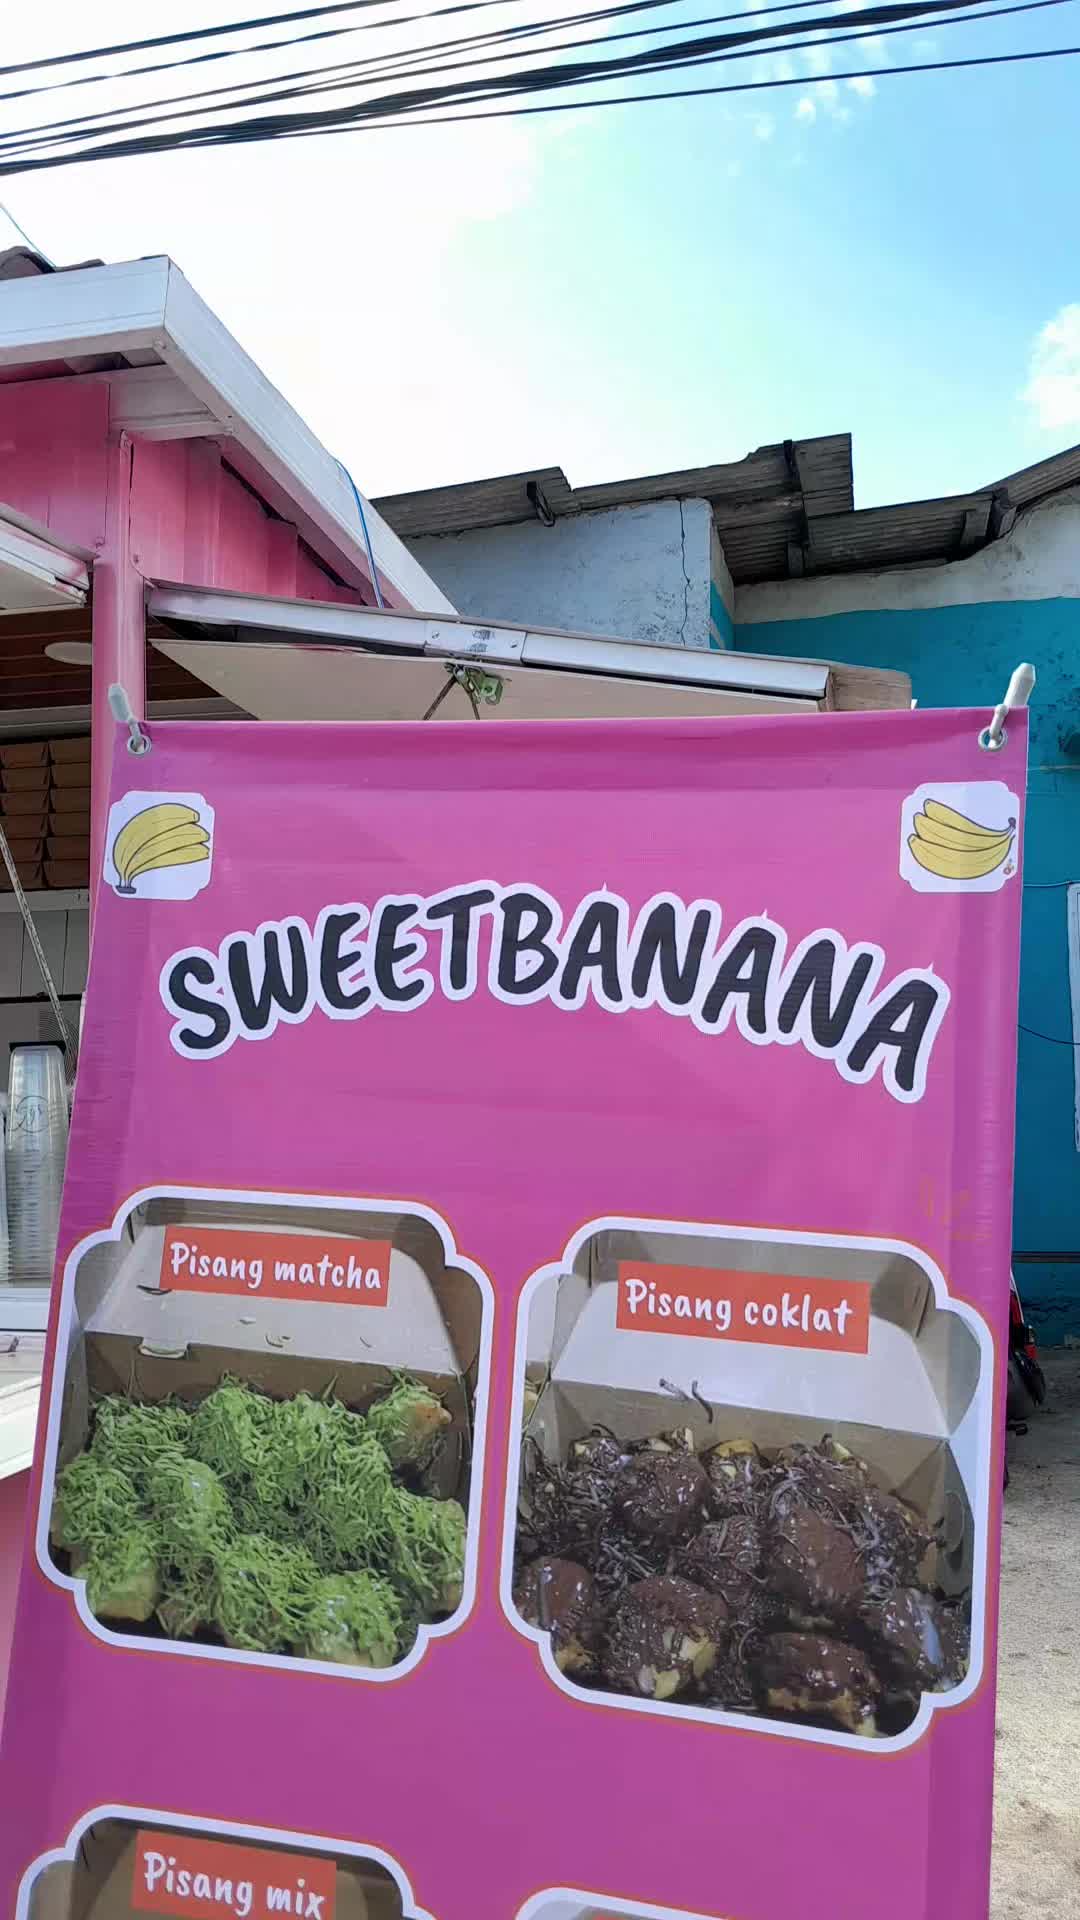 SWEETBANANA
Pisang matcha
Pisang coklat
Pisang mix